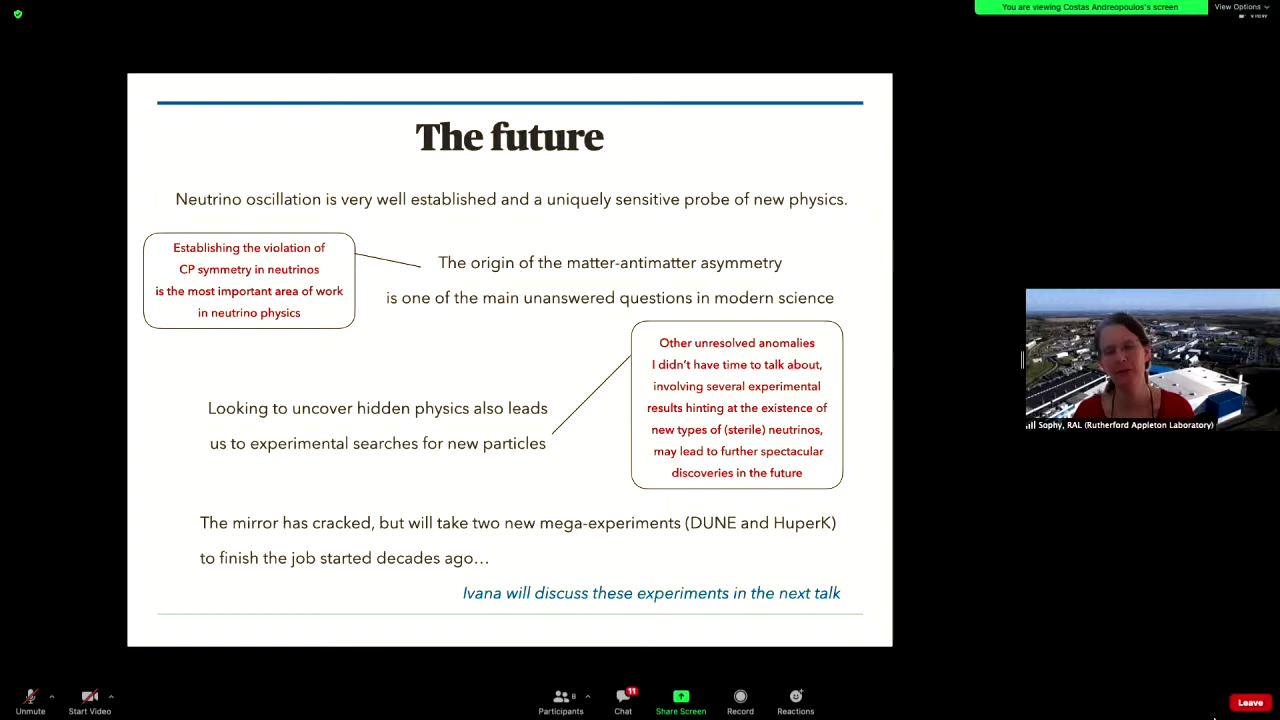 You are viewing Costas Andreopoulos's screen
View Options
View
The future
Neutrino oscillation is very well established and a uniquely sensitive probe of new physics.
Establishing the violation of
CP symmetry in neutrinos
is the most important area of work
in neutrino physics
The origin of the matter-antimatter asymmetry
is one of the main unanswered questions in modern science
Other unresolved anomalies
I didn't have time to talk about,
involving several experimental
results hinting at the existence of
new types of (sterile) neutrinos,
may lead to further spectacular
discoveries in the future
Looking to uncover hidden physics also leads
us to experimental searches for new particles
The mirror has cracked, but will take two new mega-experiments (DUNE and HuperK)
to finish the job started decades ago…
Ivana will discuss these experiments in the next talk
Sophy, RAL (Rutherford Appleton Laboratory)
Unmute
Start Video
8
Participants
11
Chat
Share Screen
Record
Reactions
Leave